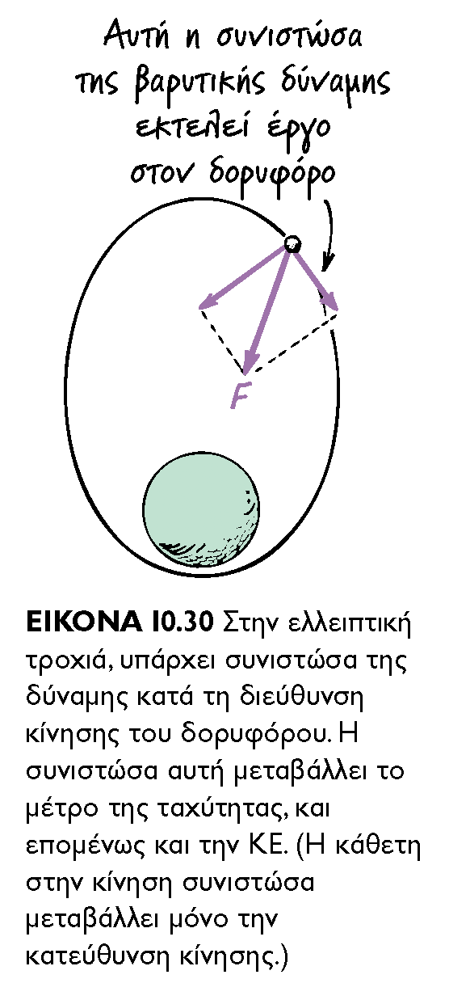 Αυτή η συνιστώσα
της βαρυτικής δύναμης
εκτελεί έργο
στον δορυφόρο
F
ΕΙΚΟΝΑ 10.30 Στην ελλειπτική
τροχιά, υπάρχει συνιστώσα της
δύναμης κατά τη διεύθυνση
κίνησης του δορυφόρου. Η
συνιστώσα αυτή μεταβάλλει το
μέτρο της ταχύτητας, και
επομένως και την ΚΕ. (Η κάθετη
στην κίνηση συνιστώσα
μεταβάλλει μόνο την
κατεύθυνση κίνησης.)